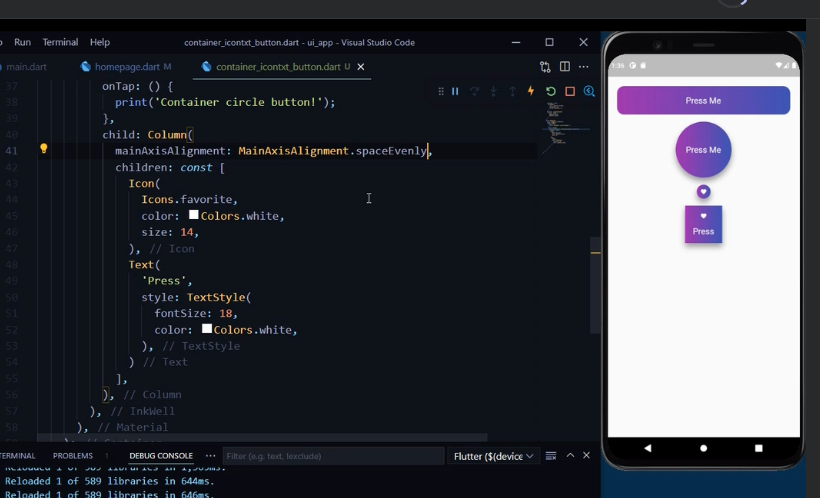 Run Terminal Help container_icontxt_button.dart - ui_app - Visual Studio Code
main.dart homepage.dart M container_icontxt_button.dart U
37 onTap: () {
38 print('Container circle button!');
39 },
40 child: Column(
41 mainAxisAlignment: MainAxisAlignment.spaceEvenly,
42 children: const [
43 Icon(
44 Icons.favorite,
45 color: Colors.white,
46 size: 14,
47 ), // Icon
48 Text(
49 'Press',
50 style: TextStyle(
51 fontSize: 18,
52 color: Colors.white,
53 ), // TextStyle
54 ) // Text
55 ],
56 ), // Column
57 ), // InkWell
58 ), // Material
TERMINAL PROBLEMS 1 DEBUG CONSOLE Filter (e.g. text, !exclude) Flutter ($(device
Reloaded 1 of 589 libraries in 644ms.
Reloaded 1 of 589 libraries in 646ms.
Press Me
Press Me
Press